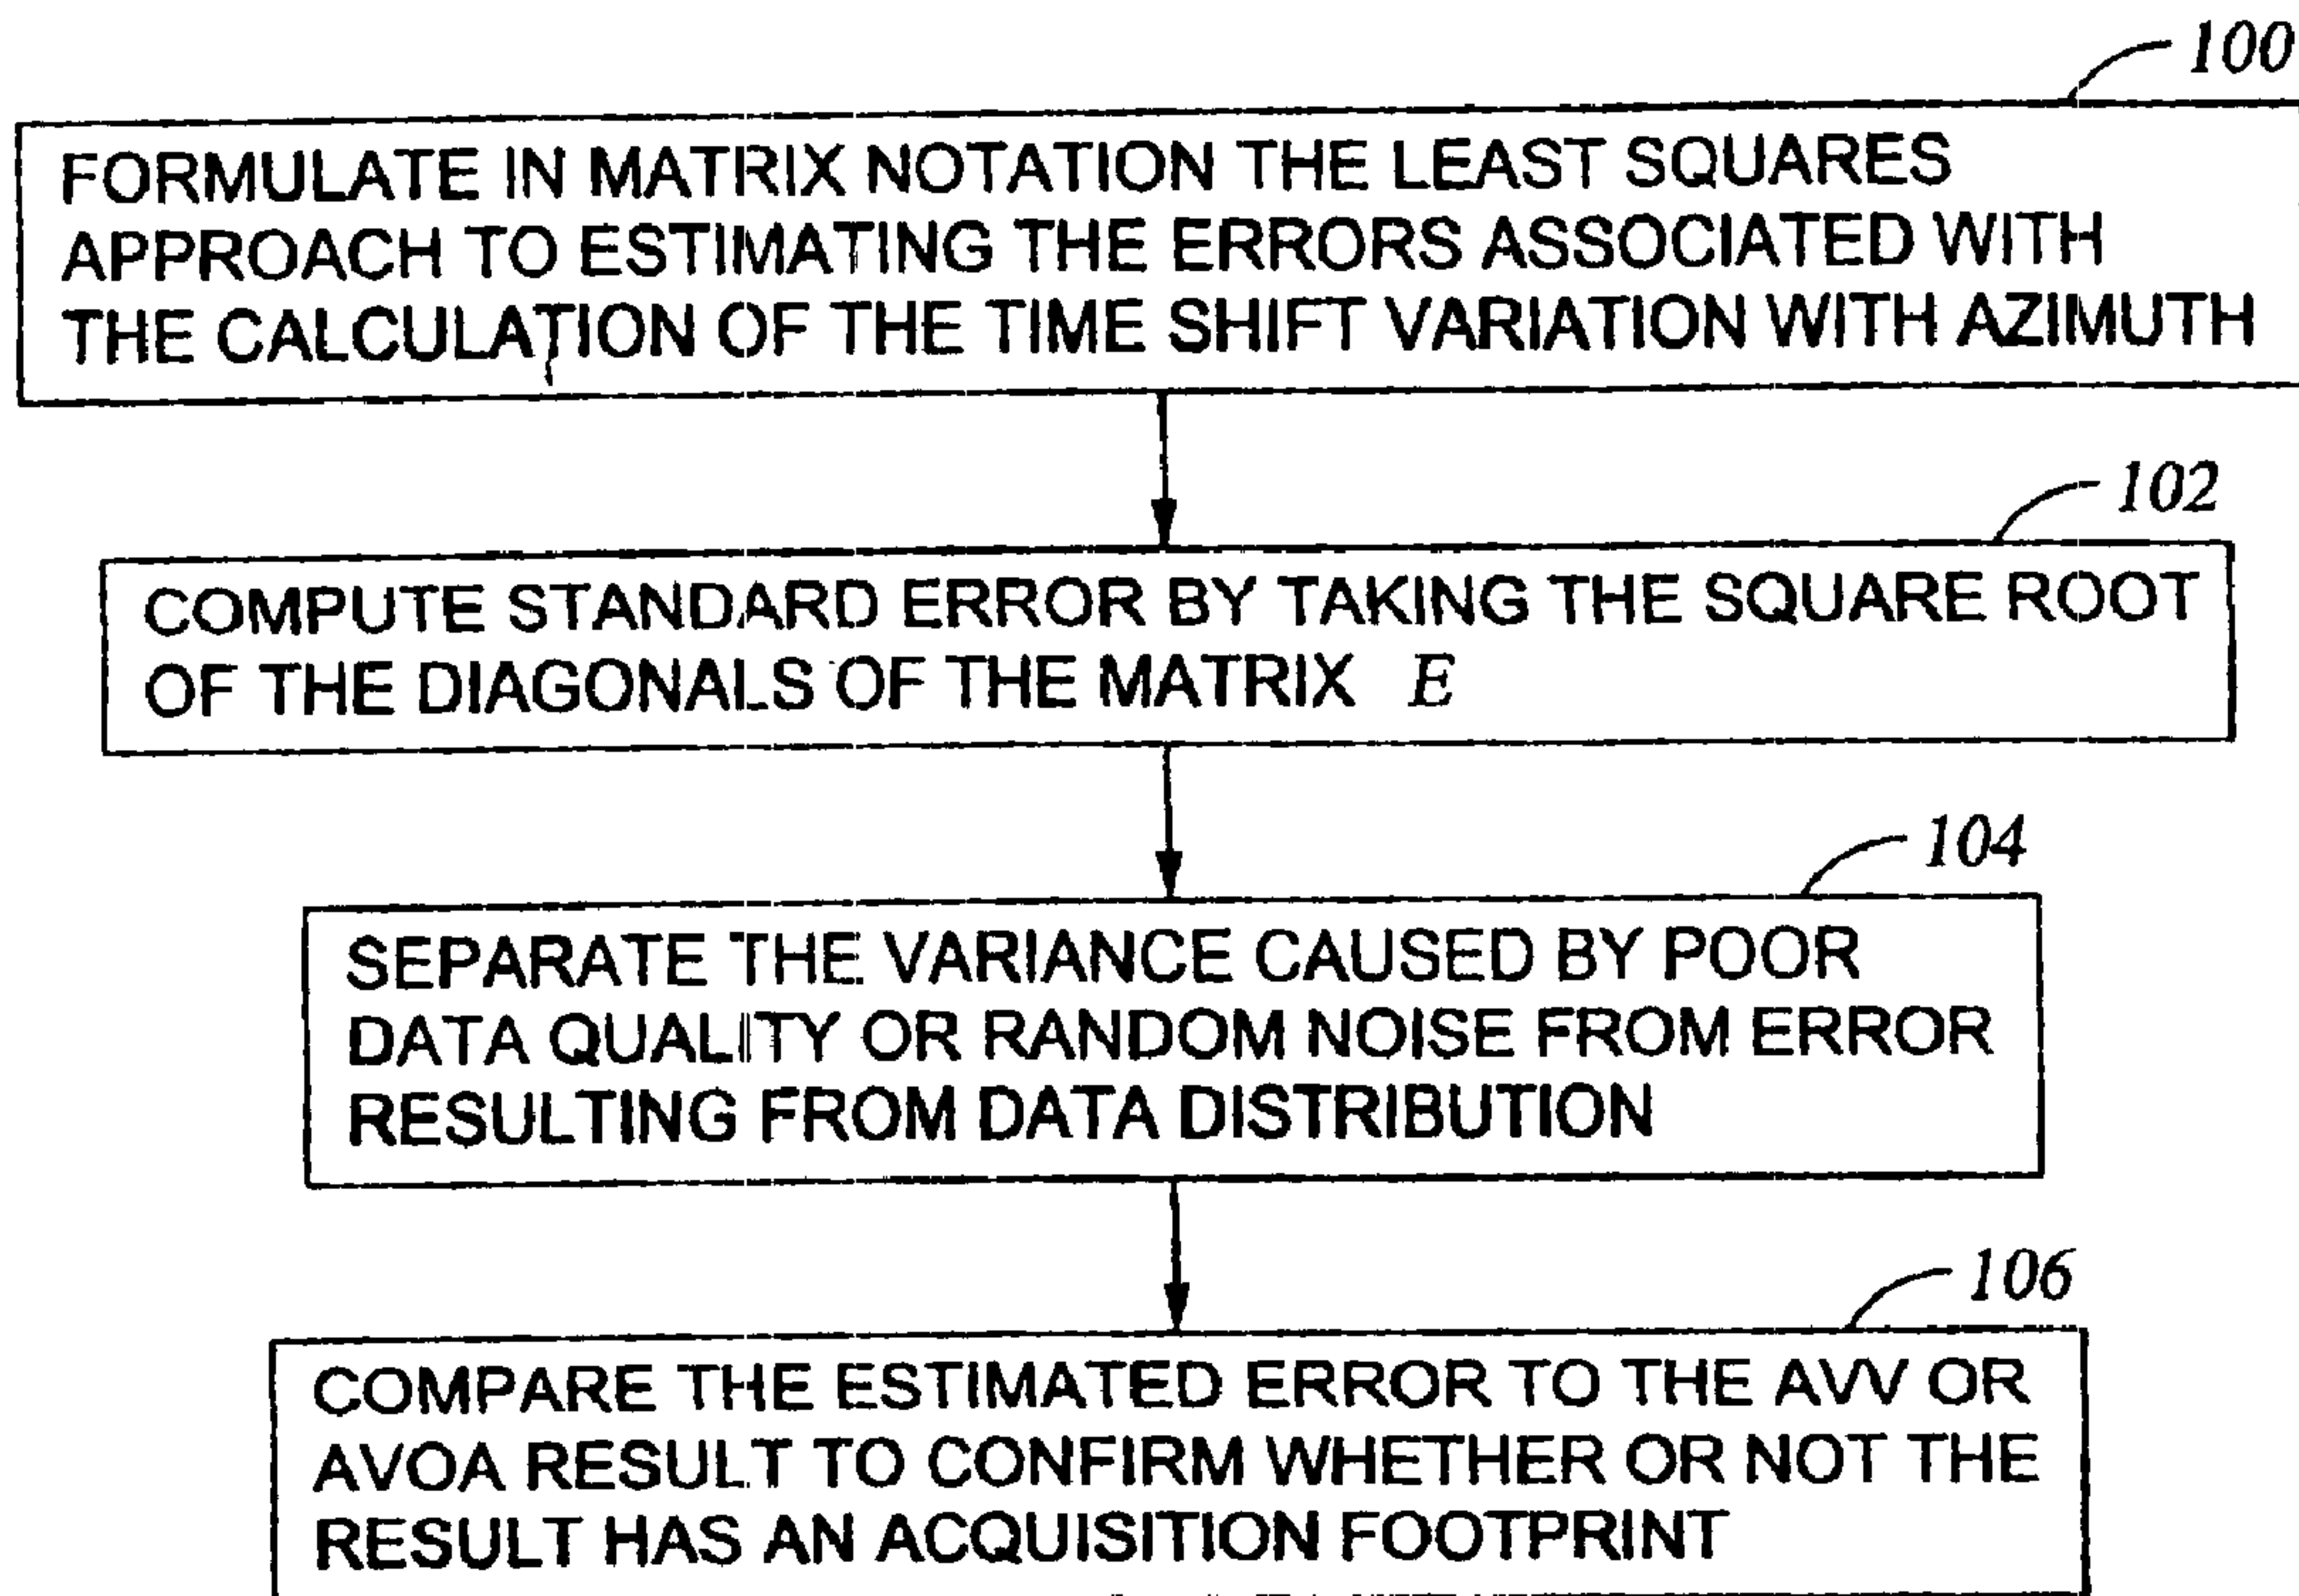 100
FORMULATE IN MATRIX NOTATION THE LEAST SQUARES
APPROACH TO ESTIMATING THE ERRORS ASSOCIATED WITH
THE CALCULATION OF THE TIME SHIFT VARIATION WITH AZIMUTH
102
COMPUTE STANDARD ERROR BY TAKING THE SQUARE ROOT
OF THE DIAGONALS OF THE MATRIX E
104
SEPARATE THE VARIANCE CAUSED BY POOR
DATA QUALITY OR RANDOM NOISE FROM ERROR
RESULTING FROM DATA DISTRIBUTION
106
COMPARE THE ESTIMATED ERROR TO THE AVV OR
AVOA RESULT TO CONFIRM WHETHER OR NOT THE
RESULT HAS AN ACQUISITION FOOTPRINT